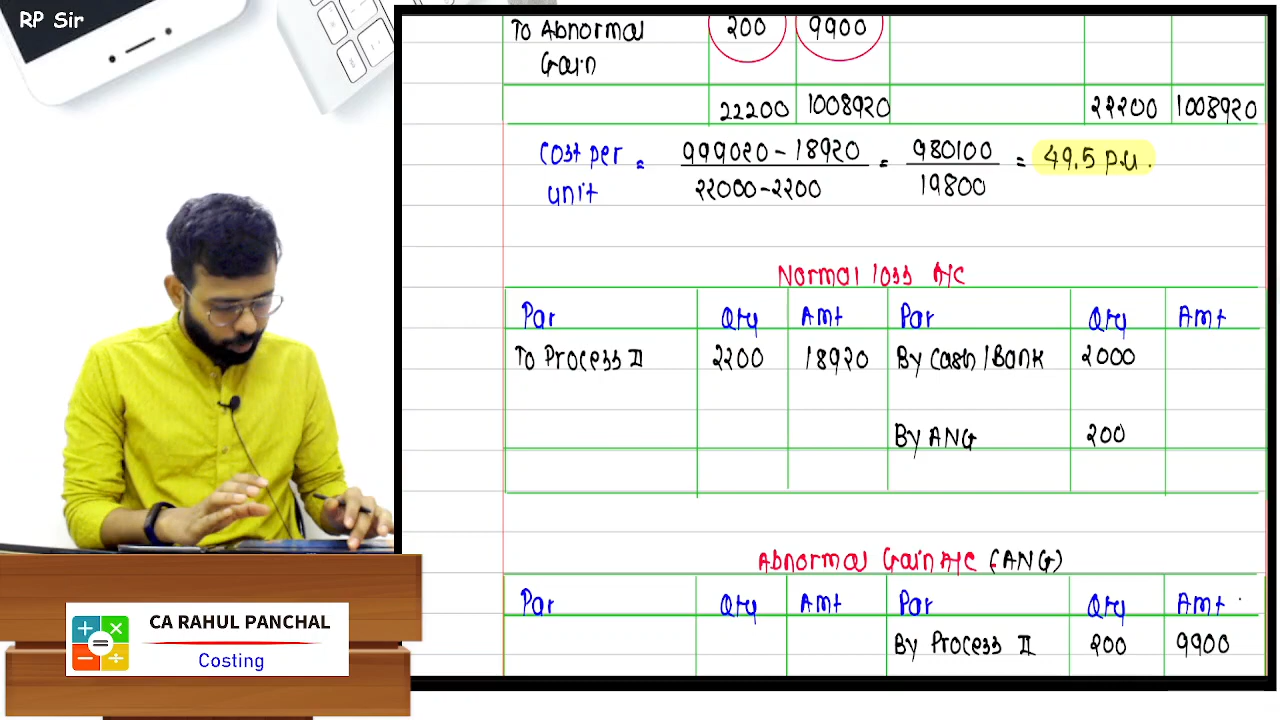 RP Sir
To Abnormal 200 9900
Gain
22200 1008920 22200 1008920
Cost per = 999020-18920 = 980100 = 49.5 p.u.
unit 22000-2200 19800
Normal loss A/C
Par Qty Amt Par Qty Amt
To Process II 2200 18920 By Cash/Bank 2000
By ANG 200
Abnormal Gain A/C (ANG)
Par Qty Amt Par Qty Amt
By Process II 200 9900
CA RAHUL PANCHAL
Costing